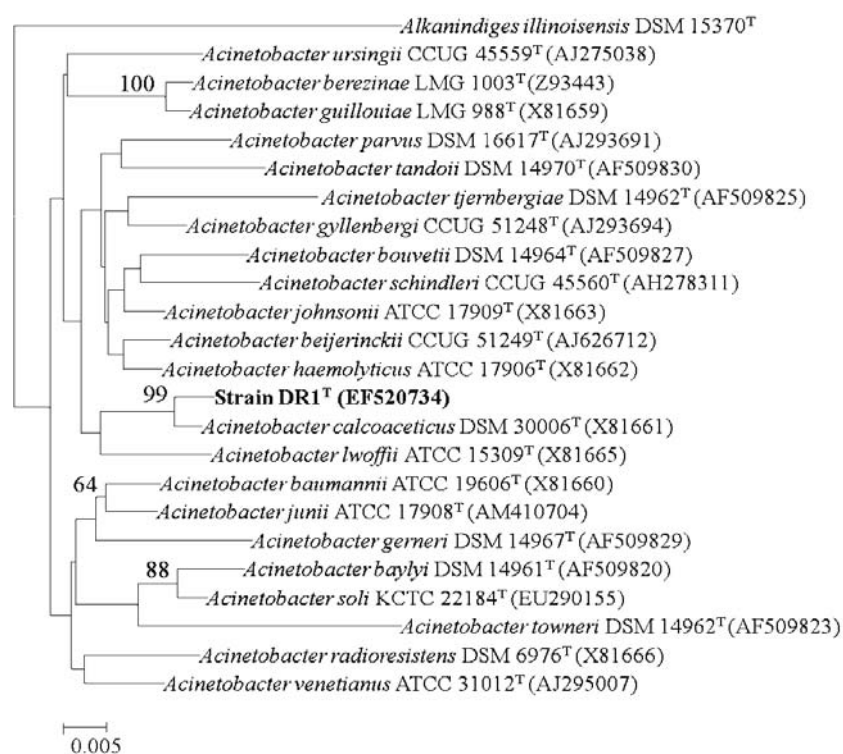 Alkanindiges illinoisensis DSM 15370ᵀ
Acinetobacter ursingii CCUG 45559ᵀ (AJ275038)
100
Acinetobacter berezinae LMG 1003ᵀ (Z93443)
Acinetobacter guillouiae LMG 988ᵀ (X81659)
Acinetobacter parvus DSM 16617ᵀ (AJ293691)
Acinetobacter tandoii DSM 14970ᵀ (AF509830)
Acinetobacter tjernbergiae DSM 14962ᵀ (AF509825)
Acinetobacter gyllenbergi CCUG 51248ᵀ (AJ293694)
Acinetobacter bouvetii DSM 14964ᵀ (AF509827)
Acinetobacter schindleri CCUG 45560ᵀ (AH278311)
Acinetobacter johnsonii ATCC 17909ᵀ (X81663)
Acinetobacter beijerinckii CCUG 51249ᵀ (AJ626712)
Acinetobacter haemolyticus ATCC 17906ᵀ (X81662)
99
Strain DR1ᵀ (EF520734)
Acinetobacter calcoaceticus DSM 30006ᵀ (X81661)
Acinetobacter lwoffii ATCC 15309ᵀ (X81665)
64
Acinetobacter baumannii ATCC 19606ᵀ (X81660)
Acinetobacter junii ATCC 17908ᵀ (AM410704)
Acinetobacter gerneri DSM 14967ᵀ (AF509829)
88
Acinetobacter baylyi DSM 14961ᵀ (AF509820)
Acinetobacter soli KCTC 22184ᵀ (EU290155)
Acinetobacter towneri DSM 14962ᵀ (AF509823)
Acinetobacter radioresistens DSM 6976ᵀ (X81666)
Acinetobacter venetianus ATCC 31012ᵀ (AJ295007)
0.005